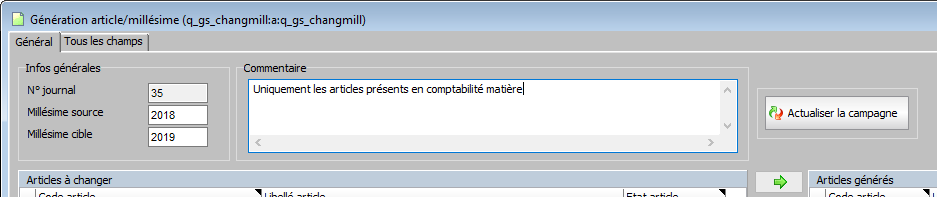 Génération article/millésime (q_gs_changmill:a:q_gs_changmill)
Général Tous les champs
Infos générales
N° journal 35
Millésime source 2018
Millésime cible 2019
Commentaire
Uniquement les articles présents en comptabilité matière
Actualiser la campagne
Articles à changer
Code article Libellé article Etat article
Articles générés
Code article